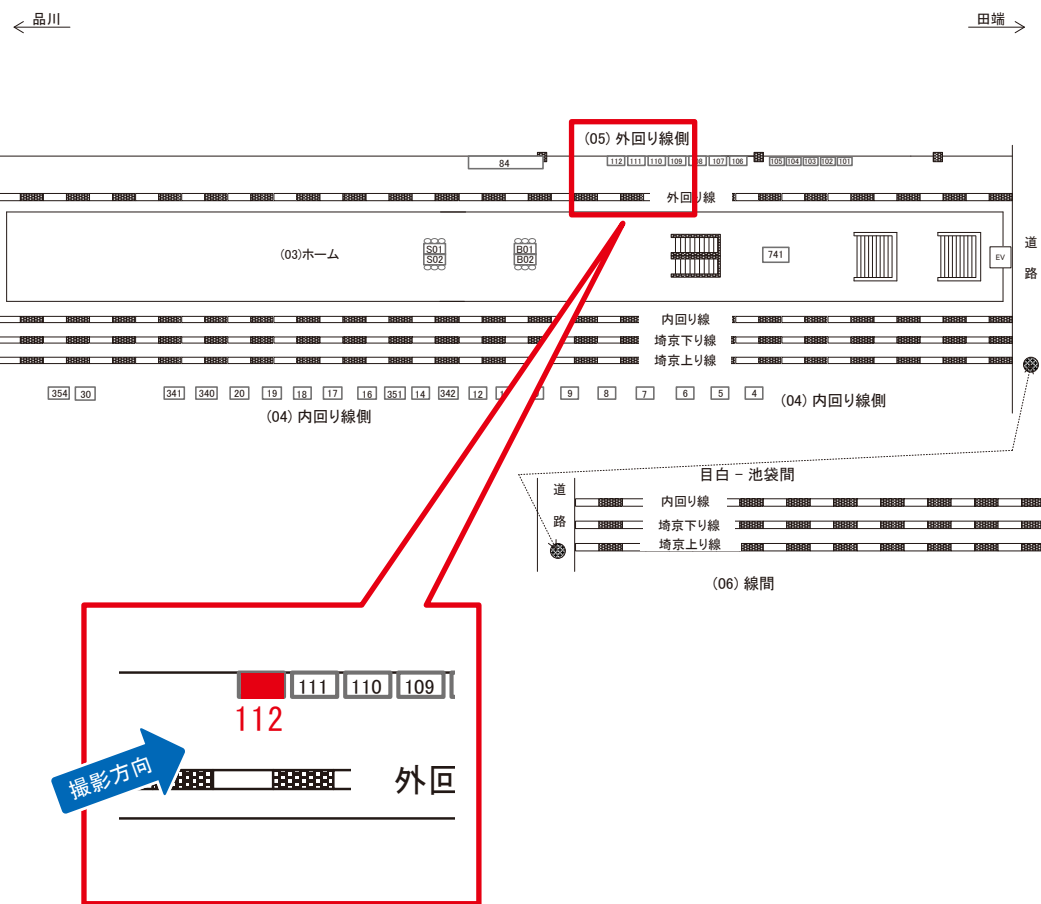 品川
田端
(05) 外回り線側
84
112 111 110 109 107 106
105 104 103 102 101
外回り線
道路
(03)ホーム
S01
S02
B01
B02
741
EV
内回り線
埼京下り線
埼京上り線
354 30 341 340 20 19 18 17 16 351 14 342 12 9 8 7 6 5 4
(04) 内回り線側
(04) 内回り線側
目白 - 池袋間
道路
内回り線
埼京下り線
埼京上り線
(06) 線間
111 110 109
112
撮影方向
外回